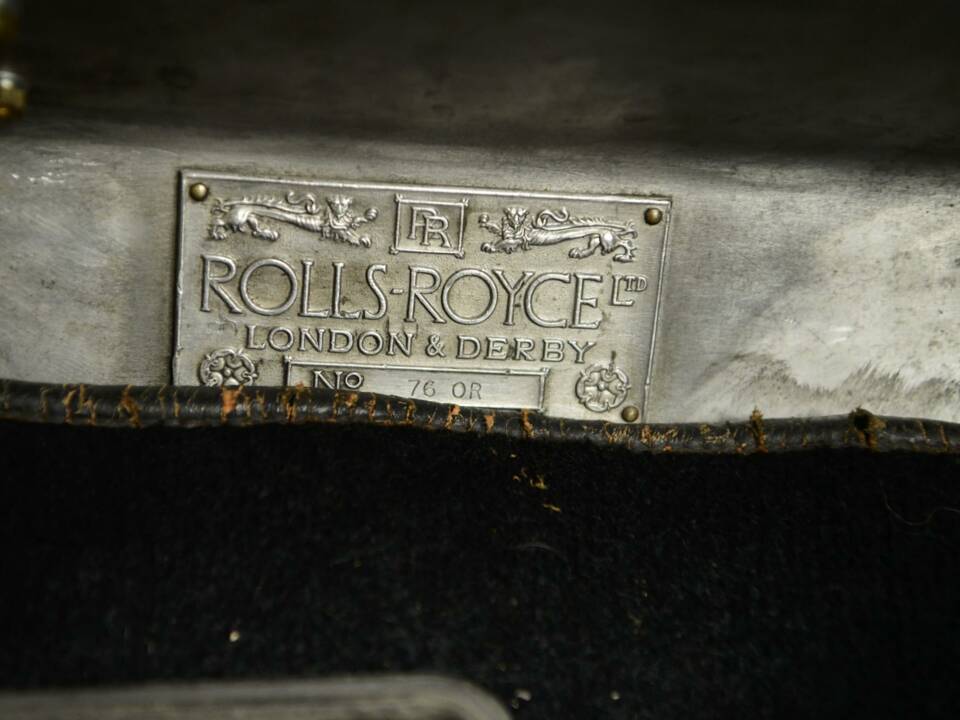 RR
ROLLS-ROYCE LTD
LONDON & DERBY
NO 76 OR